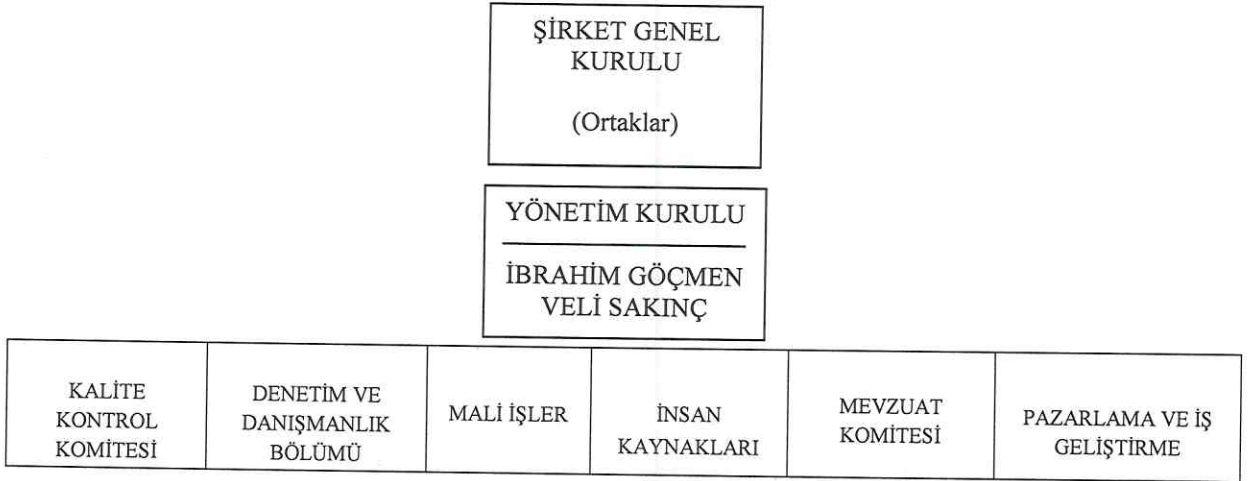 ŞİRKET GENEL
KURULU
(Ortaklar)
YÖNETİM KURULU
İBRAHİM GÖÇMEN
VELİ SAKINÇ
KALİTE
KONTROL
KOMİTESİ
DENETİM VE
DANIŞMANLIK
BÖLÜMÜ
MALİ İŞLER
İNSAN
KAYNAKLARI
MEVZUAT
KOMİTESİ
PAZARLAMA VE İŞ
GELİŞTİRME